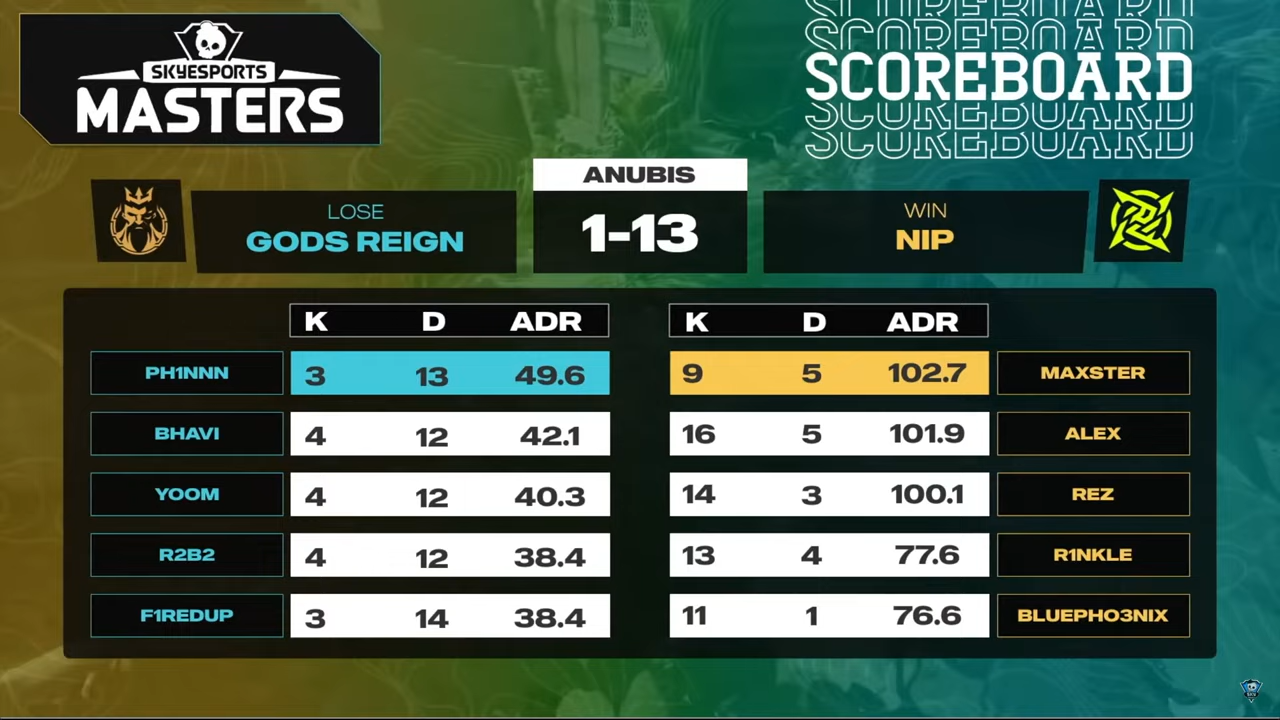 SKYESPORTS
MASTERS
SCOREBOARD
SCOREBOARD
SCOREBOARD
SCOREBOARD
SCOREBOARD
ANUBIS
LOSE
GODS REIGN
1-13
WIN
NIP
K D ADR K D ADR
PH1NNN 3 13 49.6 9 5 102.7 MAXSTER
BHAVI 4 12 42.1 16 5 101.9 ALEX
YOOM 4 12 40.3 14 3 100.1 REZ
R2B2 4 12 38.4 13 4 77.6 R1NKLE
F1REDUP 3 14 38.4 11 1 76.6 BLUEPHO3NIX